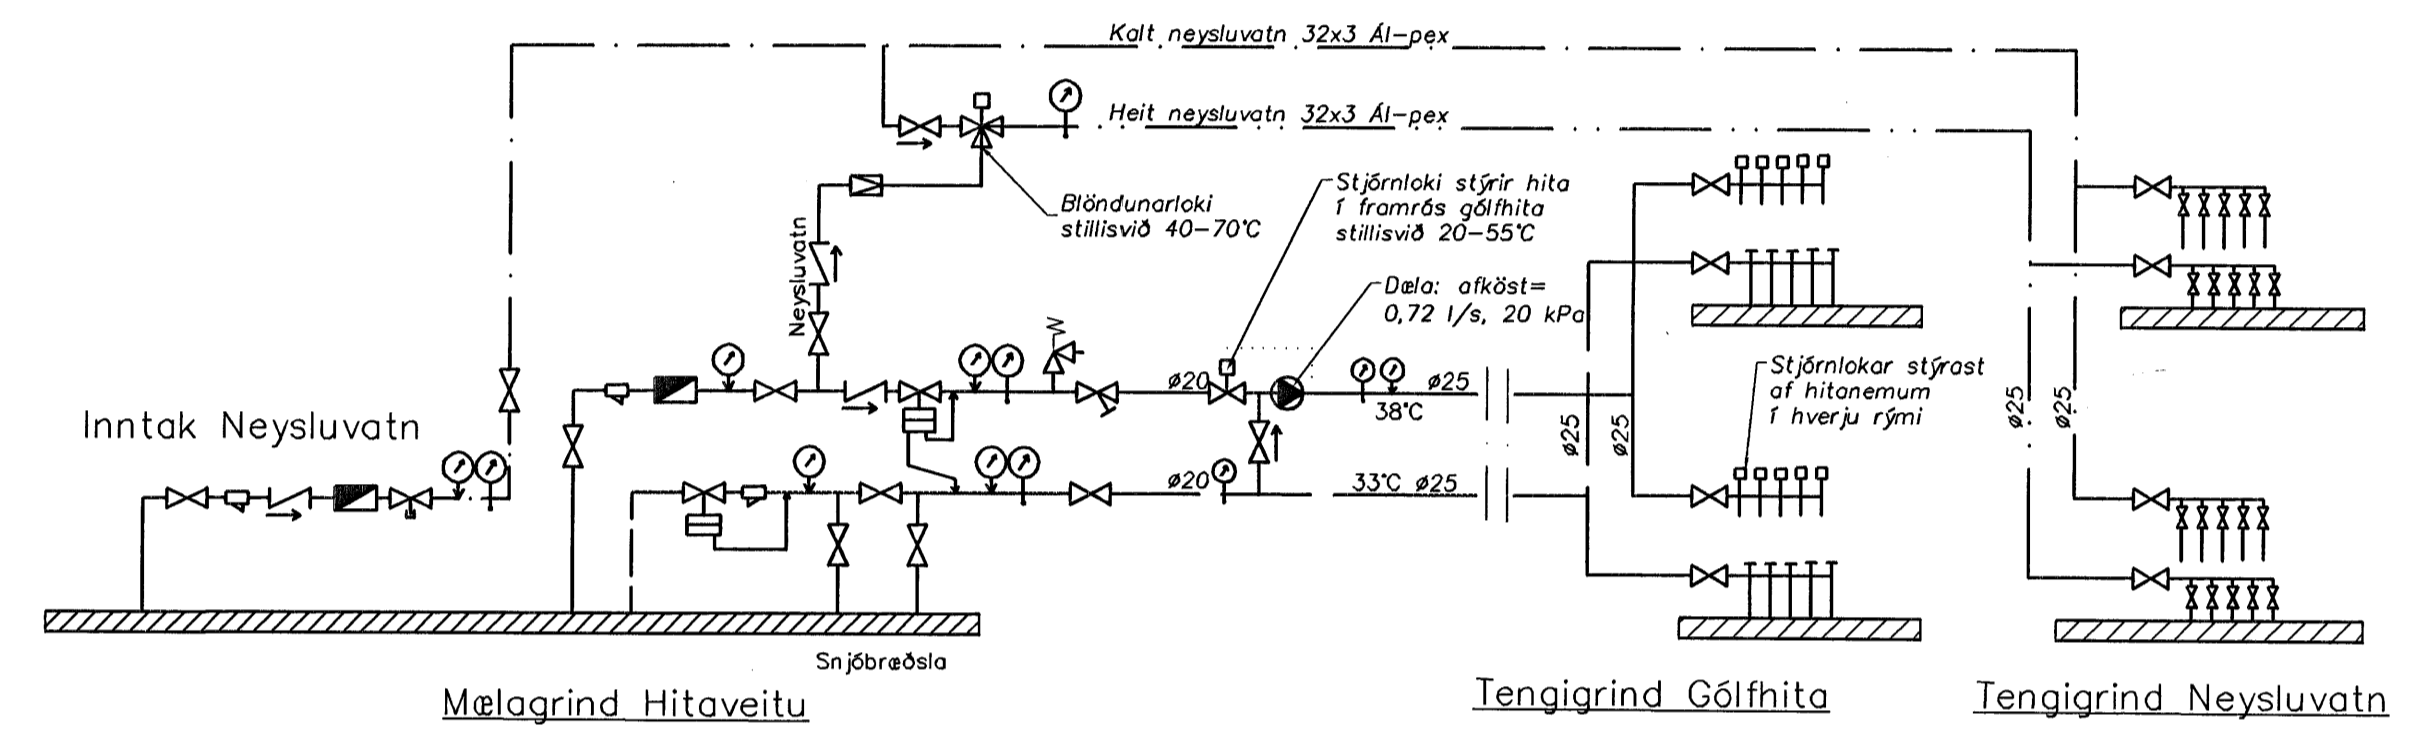 Kalt neysluvatn 32x3 Ál-pex
Heit neysluvatn 32x3 Ál-pex
Blöndunarloki
stillisvið 40-70°C
Stjórnloki stýrir hita
í framrás gólfhita
stillisvið 20-55°C
Neysluvatn
Dæla: afköst=
0,72 l/s, 20 kPa
Stjórnlokar stýrast
af hitanemum
í hverju rými
Inntak Neysluvatn
ø20
ø25
38°C
ø20
33°C ø25
ø25
ø25
ø25
ø25
Snjóbræðsla
Mælagrind Hitaveitu
Tengigrind Gólfhita
Tengigrind Neysluvatn